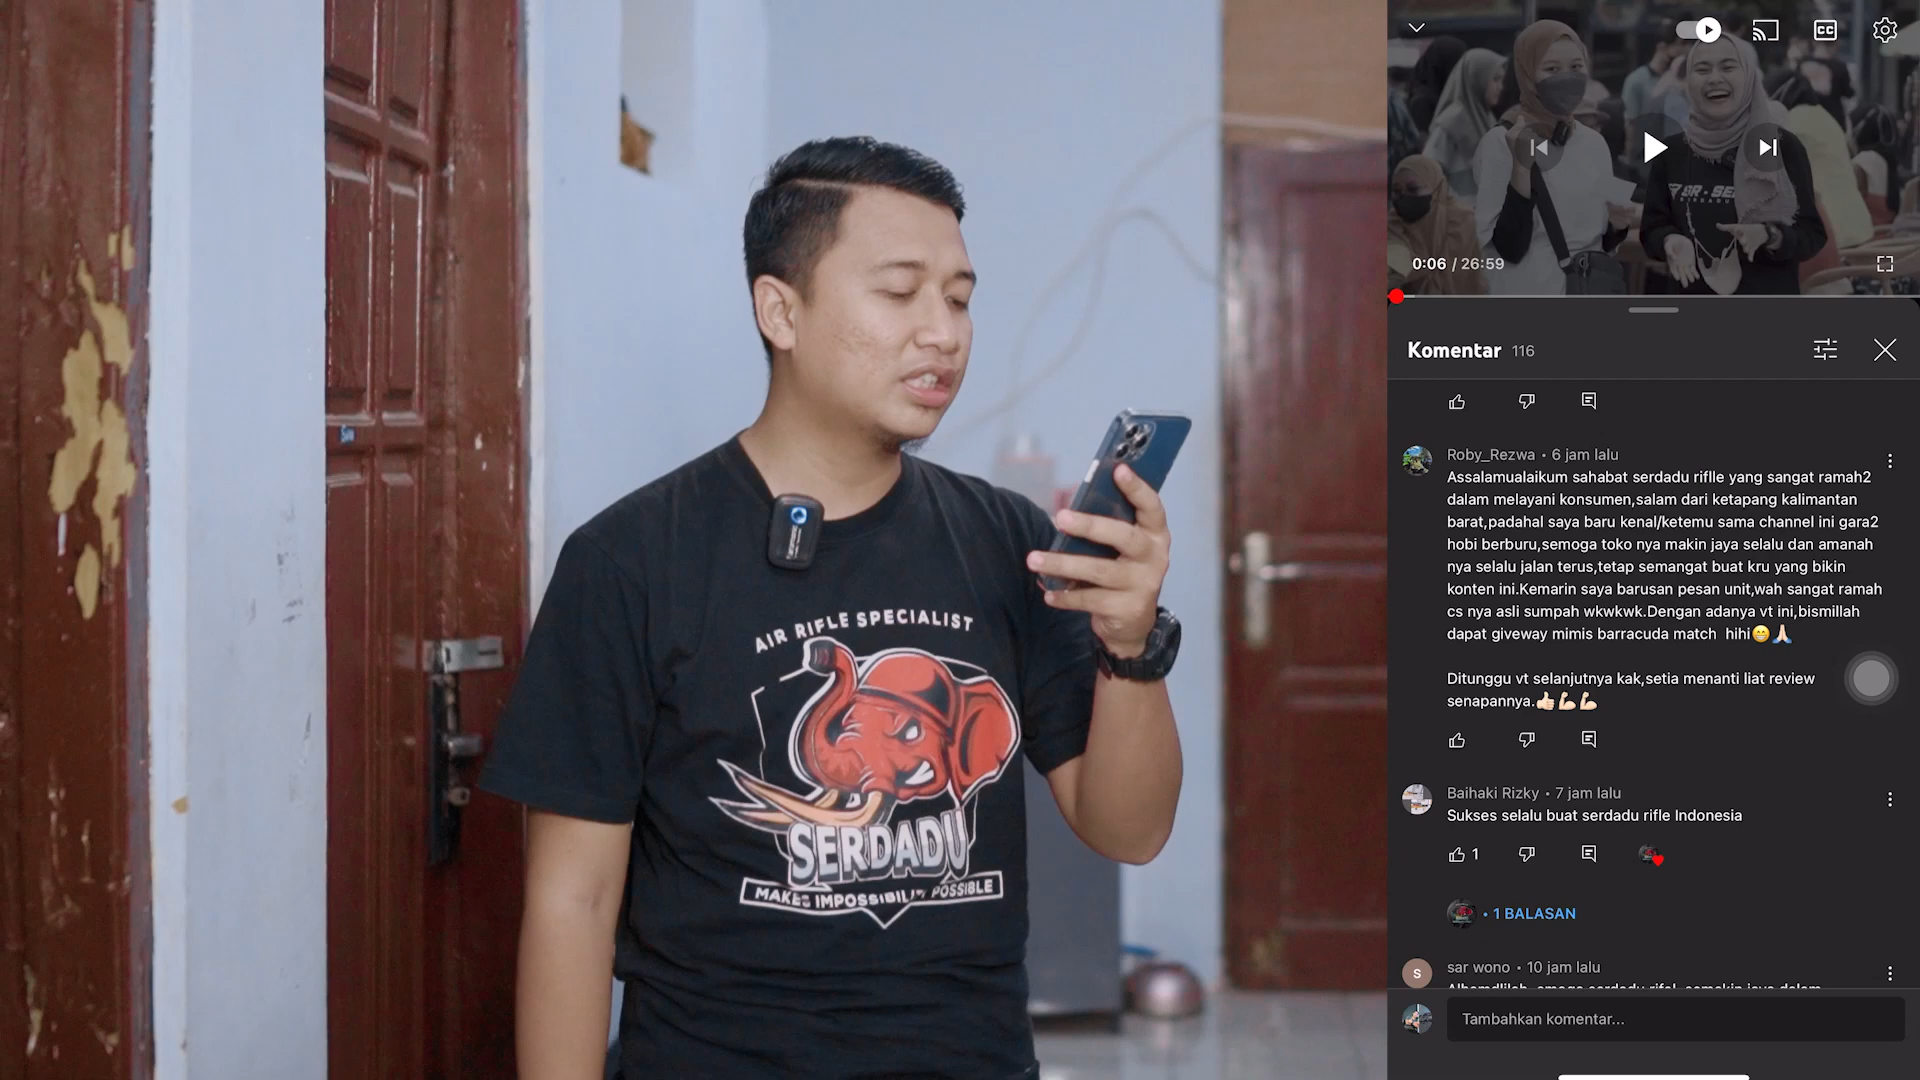 AIR RIFLE SPECIALIST
SERDADU
MAKES IMPOSSIBILITY POSSIBLE
CC
SR - SE
0:06 / 26:59
Komentar 116
Roby_Rezwa • 6 jam lalu
Assalamualaikum sahabat serdadu riflle yang sangat ramah2
dalam melayani konsumen,salam dari ketapang kalimantan
barat,padahal saya baru kenal/ketemu sama channel ini gara2
hobi berburu,semoga toko nya makin jaya selalu dan amanah
nya selalu jalan terus,tetap semangat buat kru yang bikin
konten ini.Kemarin saya barusan pesan unit,wah sangat ramah
cs nya asli sumpah wkwkwk.Dengan adanya vt ini,bismillah
dapat giveway mimis barracuda match hihi😁🙏🏻
Ditunggu vt selanjutnya kak,setia menanti liat review
senapannya.👍🏻💪🏻💪🏻
Baihaki Rizky • 7 jam lalu
Sukses selalu buat serdadu rifle Indonesia
1
• 1 BALASAN
S
sar wono • 10 jam lalu
Tambahkan komentar...